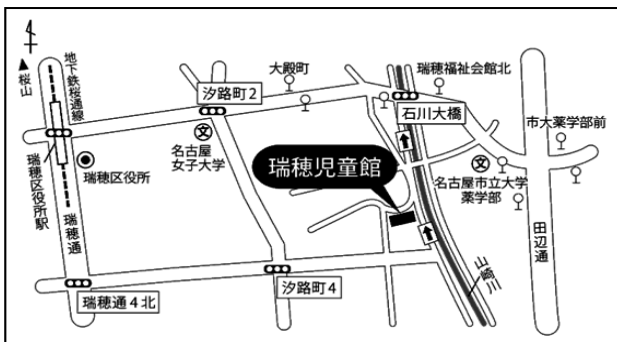 桜山
地下鉄桜通線
瑞穂区役所駅
瑞穂通
瑞穂区役所
瑞穂通4北
汐路町2
名古屋
女子大学
大殿町
瑞穂児童館
汐路町4
石川大橋
瑞穂福祉会館北
名古屋市立大学
薬学部
市大薬学部前
田辺通
山崎川
文
文